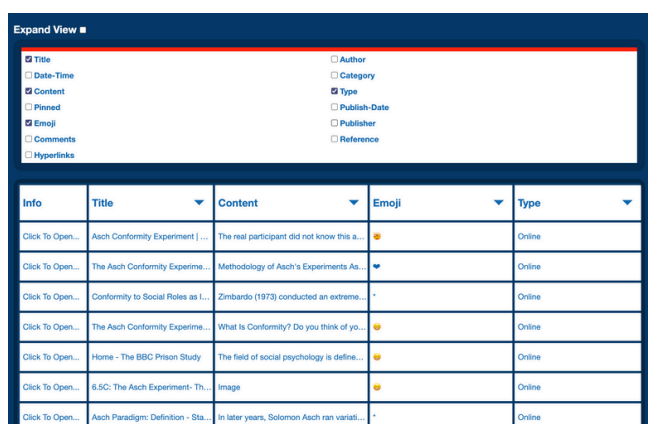 Expand View
Title
Author
Date-Time
Category
Content
Type
Pinned
Publish-Date
Emoji
Publisher
Comments
Reference
Hyperlinks
Info Title Content Emoji Type
Click To Open... Asch Conformity Experiment | ... The real participant did not know this a... Online
Click To Open... The Asch Conformity Experime... Methodology of Asch's Experiments As... Online
Click To Open... Conformity to Social Roles as I... Zimbardo (1973) conducted an extreme... * Online
Click To Open... The Asch Conformity Experime... What Is Conformity? Do you think of yo... Online
Click To Open... Home - The BBC Prison Study The field of social psychology is define... Online
Click To Open... 6.5C: The Asch Experiment- Th... Image Online
Click To Open... Asch Paradigm: Definition - Sta... In later years, Solomon Asch ran variati... * Online